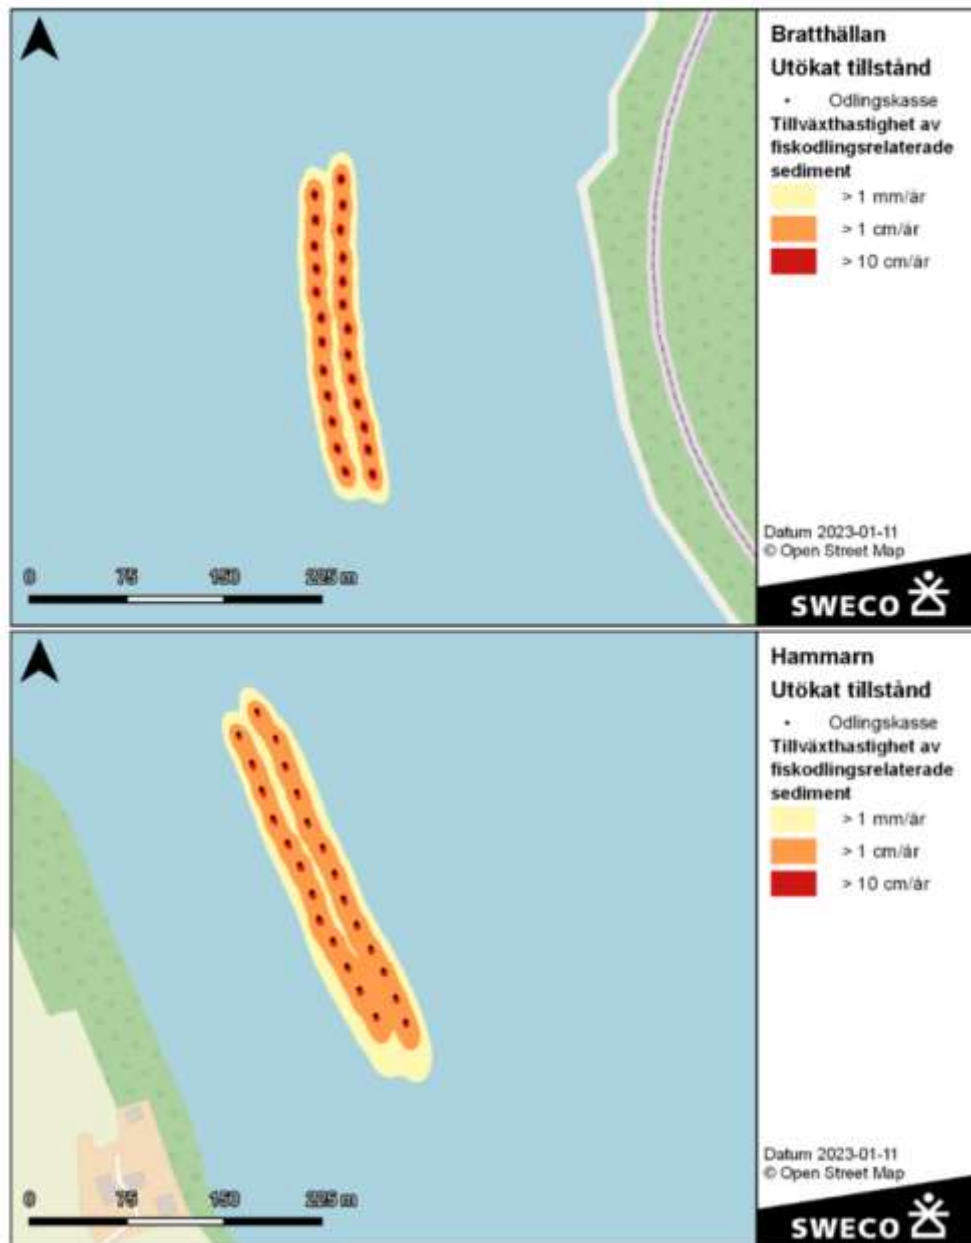 Bratthällan
Utökat tillstånd
Odlingskasse
Tillväxthastighet av
fiskodlingsrelaterade
sediment
> 1 mm/år
> 1 cm/år
> 10 cm/år
0 75 150 225 m
Datum 2023-01-11
© Open Street Map
SWECO
Hammarn
Utökat tillstånd
Odlingskasse
Tillväxthastighet av
fiskodlingsrelaterade
sediment
> 1 mm/år
> 1 cm/år
> 10 cm/år
0 75 150 225 m
Datum 2023-01-11
© Open Street Map
SWECO